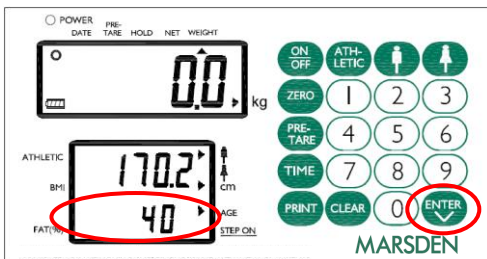 POWER
PRE-
DATE TARE HOLD NET WEIGHT
0.0 kg
ATHLETIC
170.2
cm
BMI
40
AGE
FAT(%)
STEP ON
ON
OFF
ATH-
LETIC
ZERO 1 2 3
PRE-
TARE
4 5 6
TIME 7 8 9
PRINT CLEAR 0 ENTER
MARSDEN